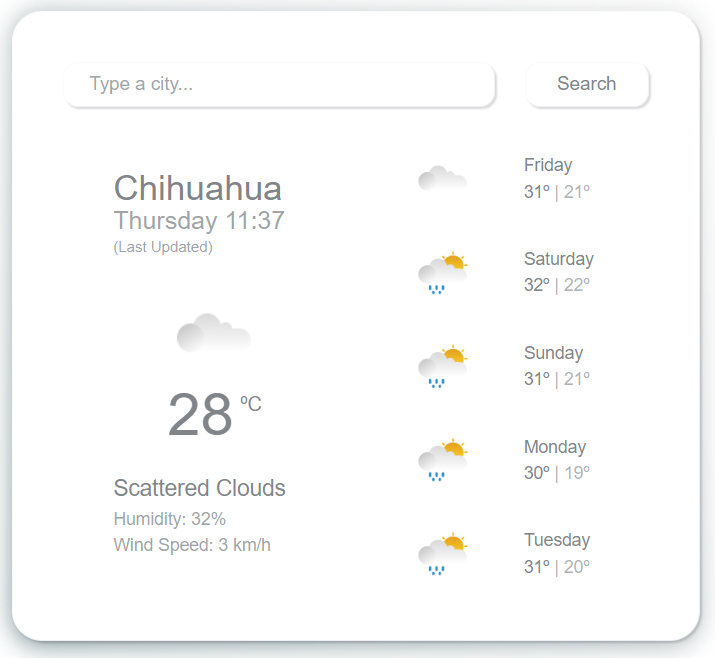 Type a city...
Search
Chihuahua
Thursday 11:37
(Last Updated)
28 ºC
Scattered Clouds
Humidity: 32%
Wind Speed: 3 km/h
Friday
31º | 21º
Saturday
32º | 22º
Sunday
31º | 21º
Monday
30º | 19º
Tuesday
31º | 20º